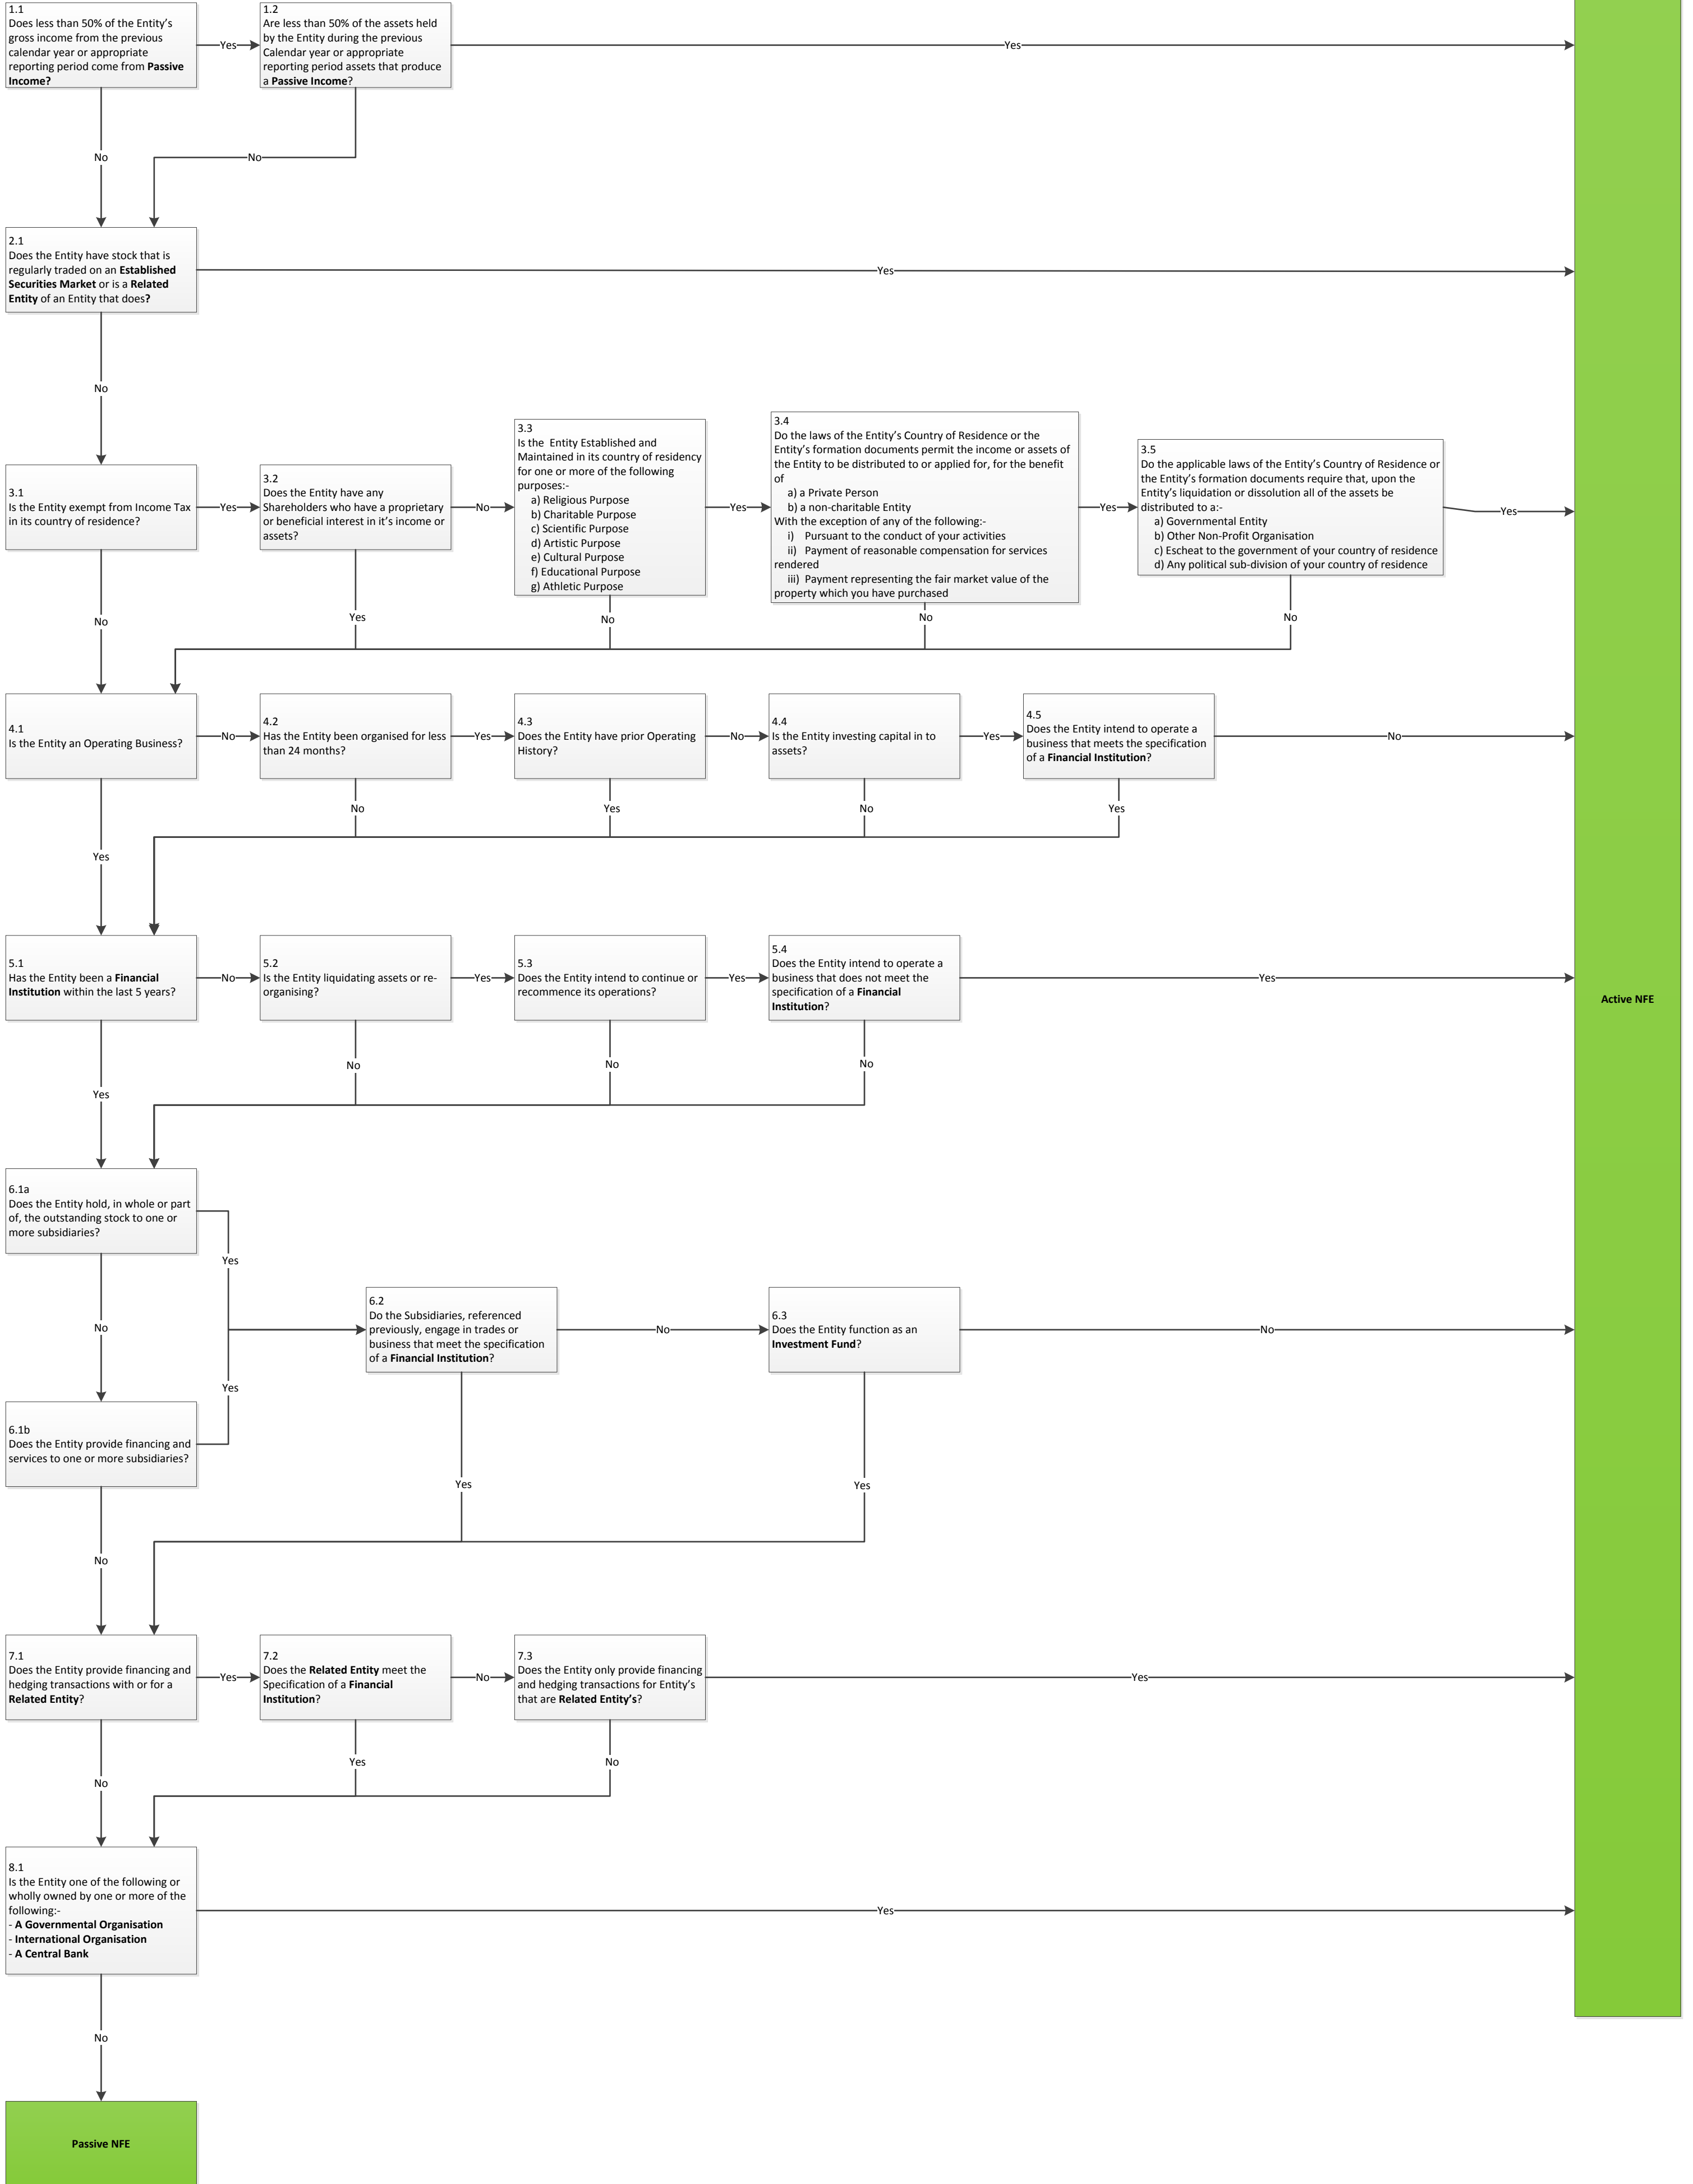 1.1
Does less than 50% of the Entity's
gross income from the previous
calendar year or appropriate
reporting period come from Passive
Income?
Yes
1.2
Are less than 50% of the assets held
by the Entity during the previous
Calendar year or appropriate
reporting period assets that produce
a Passive Income?
Yes
No
No
2.1
Does the Entity have stock that is
regularly traded on an Established
Securities Market or is a Related
Entity of an Entity that does?
Yes
No
3.1
Is the Entity exempt from Income Tax
in its country of residence?
Yes
3.2
Does the Entity have any
Shareholders who have a proprietary
or beneficial interest in it's income or
assets?
No
3.3
Is the Entity Established and
Maintained in its country of residency
for one or more of the following
purposes:-
a) Religious Purpose
b) Charitable Purpose
c) Scientific Purpose
d) Artistic Purpose
e) Cultural Purpose
f) Educational Purpose
g) Athletic Purpose
Yes
3.4
Do the laws of the Entity's Country of Residence or the
Entity's formation documents permit the income or assets of
the Entity to be distributed to or applied for, for the benefit
of
a) a Private Person
b) a non-charitable Entity
With the exception of any of the following:-
i) Pursuant to the conduct of your activities
ii) Payment of reasonable compensation for services
rendered
iii) Payment representing the fair market value of the
property which you have purchased
Yes
3.5
Do the applicable laws of the Entity's Country of Residence or
the Entity's formation documents require that, upon the
Entity's liquidation or dissolution all of the assets be
distributed to a:-
a) Governmental Entity
b) Other Non-Profit Organisation
c) Escheat to the government of your country of residence
d) Any political sub-division of your country of residence
Yes
No
Yes
No
No
No
4.1
Is the Entity an Operating Business?
No
4.2
Has the Entity been organised for less
than 24 months?
Yes
4.3
Does the Entity have prior Operating
History?
No
4.4
Is the Entity investing capital in to
assets?
Yes
4.5
Does the Entity intend to operate a
business that meets the specification
of a Financial Institution?
No
No
Yes
No
Yes
Yes
5.1
Has the Entity been a Financial
Institution within the last 5 years?
No
5.2
Is the Entity liquidating assets or re-
organising?
Yes
5.3
Does the Entity intend to continue or
recommence its operations?
Yes
5.4
Does the Entity intend to operate a
business that does not meet the
specification of a Financial
Institution?
Yes
Active NFE
No
No
No
Yes
6.1a
Does the Entity hold, in whole or part
of, the outstanding stock to one or
more subsidiaries?
Yes
No
6.2
Do the Subsidiaries, referenced
previously, engage in trades or
business that meet the specification
of a Financial Institution?
No
6.3
Does the Entity function as an
Investment Fund?
No
Yes
6.1b
Does the Entity provide financing and
services to one or more subsidiaries?
Yes
Yes
No
7.1
Does the Entity provide financing and
hedging transactions with or for a
Related Entity?
Yes
7.2
Does the Related Entity meet the
Specification of a Financial
Institution?
No
7.3
Does the Entity only provide financing
and hedging transactions for Entity's
that are Related Entity's?
Yes
Yes
No
No
8.1
Is the Entity one of the following or
wholly owned by one or more of the
following:-
- A Governmental Organisation
- International Organisation
- A Central Bank
Yes
No
Passive NFE